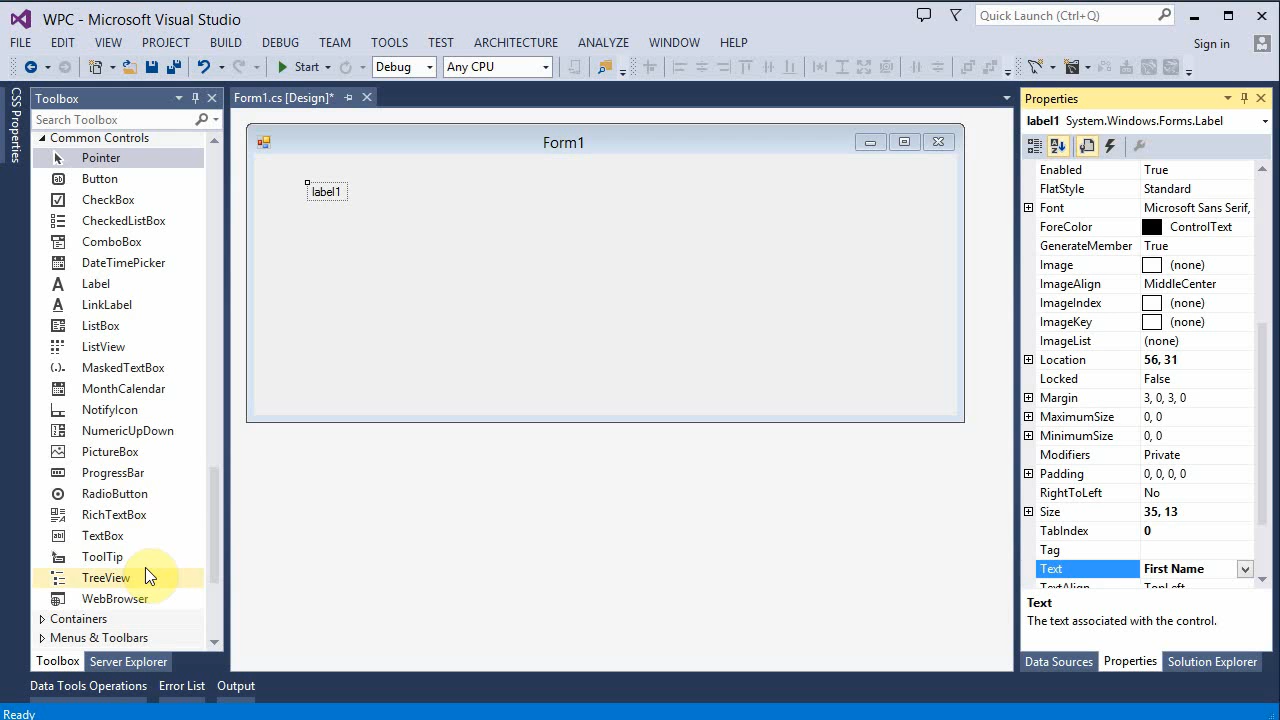 WPC - Microsoft Visual Studio
Quick Launch (Ctrl+Q)
FILE EDIT VIEW PROJECT BUILD DEBUG TEAM TOOLS TEST ARCHITECTURE ANALYZE WINDOW HELP
Sign in
Start Debug Any CPU
CSS Properties
Toolbox
Search Toolbox
Common Controls
Pointer
Button
CheckBox
CheckedListBox
ComboBox
DateTimePicker
Label
LinkLabel
ListBox
ListView
MaskedTextBox
MonthCalendar
NotifyIcon
NumericUpDown
PictureBox
ProgressBar
RadioButton
RichTextBox
TextBox
ToolTip
TreeView
WebBrowser
Containers
Menus & Toolbars
Toolbox Server Explorer
Form1.cs [Design]*
Form1
label1
Properties
label1 System.Windows.Forms.Label
Enabled True
FlatStyle Standard
Font Microsoft Sans Serif,
ForeColor ControlText
GenerateMember True
Image (none)
ImageAlign MiddleCenter
ImageIndex (none)
ImageKey (none)
ImageList (none)
Location 56, 31
Locked False
Margin 3, 0, 3, 0
MaximumSize 0, 0
MinimumSize 0, 0
Modifiers Private
Padding 0, 0, 0, 0
RightToLeft No
Size 35, 13
TabIndex 0
Tag
Text First Name
TextAlign TopLeft
Text
The text associated with the control.
Data Sources Properties Solution Explorer
Data Tools Operations Error List Output
Ready